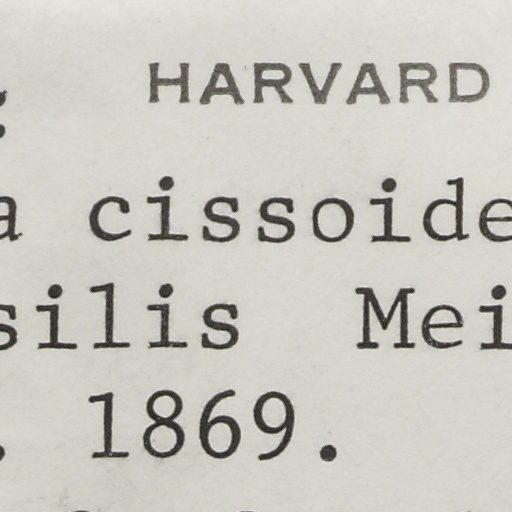 HARVARD
a cissoide
silis Mei
. 1869.